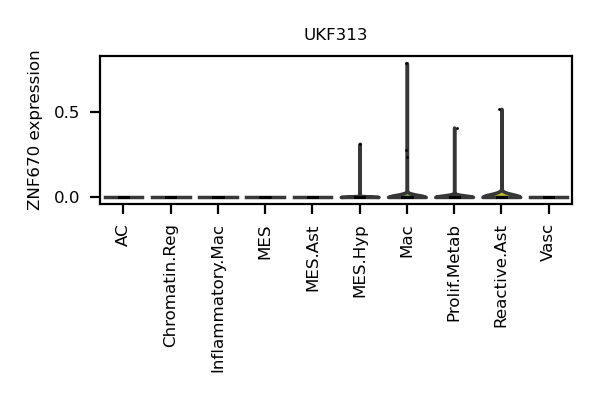 UKF313
ZNF670 expression
0.5
0.0
AC
Chromatin.Reg
Inflammatory.Mac
MES
MES.Ast
MES.Hyp
Mac
Prolif.Metab
Reactive.Ast
Vasc